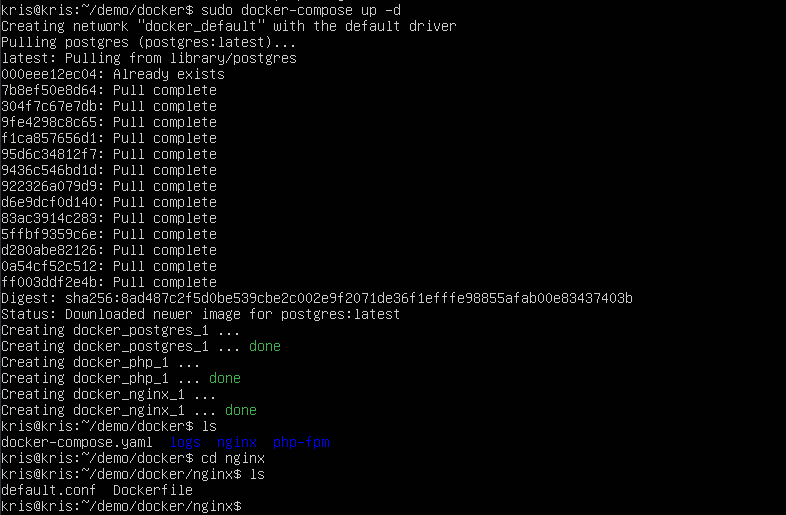 kris@kris:~/demo/docker$ sudo docker-compose up -d
Creating network "docker_default" with the default driver
Pulling postgres (postgres:latest)...
latest: Pulling from library/postgres
000eee12ec04: Already exists
7b8ef50e8d64: Pull complete
304f7c67e7db: Pull complete
9fe4298c8c65: Pull complete
f1ca857656d1: Pull complete
95d6c34812f7: Pull complete
9436c546bd1d: Pull complete
922326a079d9: Pull complete
d6e9dcf0d140: Pull complete
83ac3914c283: Pull complete
5ffbf9359c6e: Pull complete
d280abe82126: Pull complete
0a54cf52c512: Pull complete
ff003ddf2e4b: Pull complete
Digest: sha256:8ad487c2f5d0be539cbe2c002e9f2071de36f1efffe98855afab00e83437403b
Status: Downloaded newer image for postgres:latest
Creating docker_postgres_1 ...
Creating docker_postgres_1 ... done
Creating docker_php_1 ...
Creating docker_php_1 ... done
Creating docker_nginx_1 ...
Creating docker_nginx_1 ... done
kris@kris:~/demo/docker$ ls
docker-compose.yaml  logs  nginx  php-fpm
kris@kris:~/demo/docker$ cd nginx
kris@kris:~/demo/docker/nginx$ ls
default.conf  Dockerfile
kris@kris:~/demo/docker/nginx$